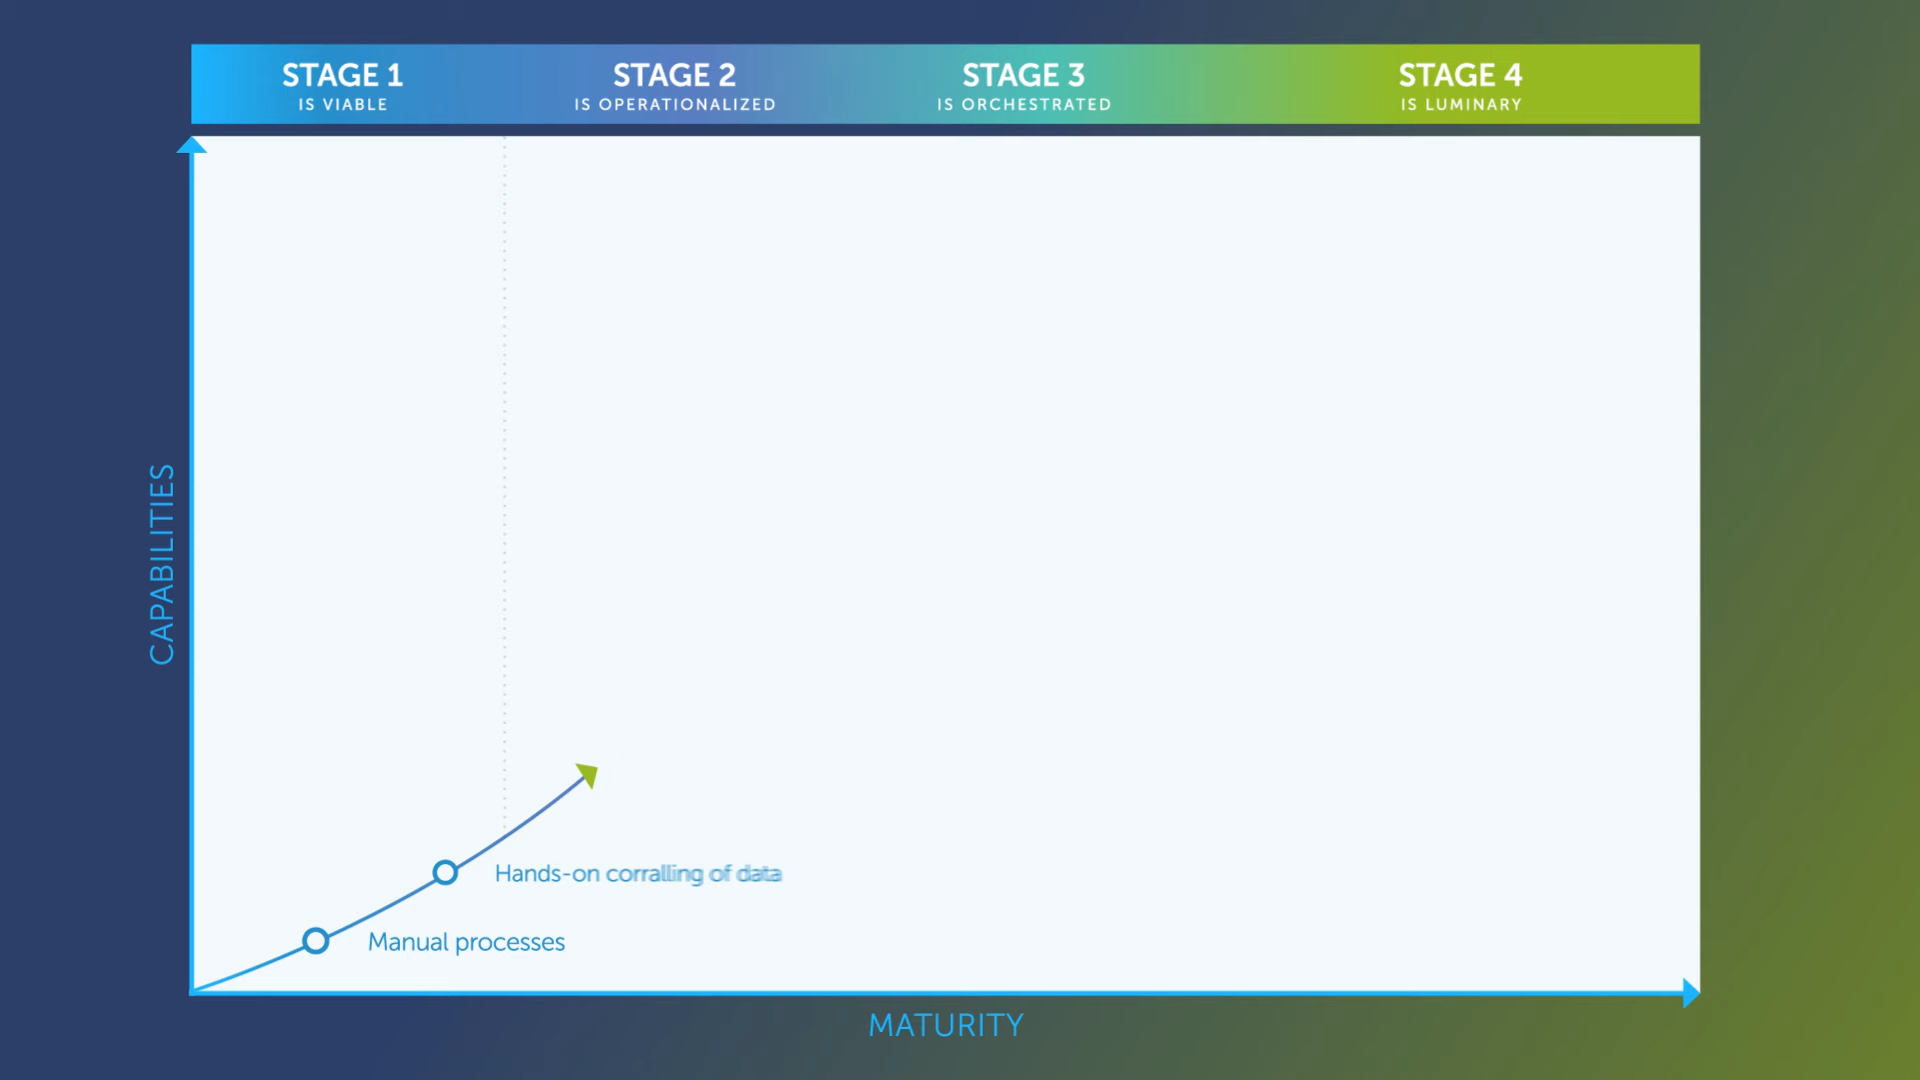 STAGE 1
IS VIABLE
STAGE 2
IS OPERATIONALIZED
STAGE 3
IS ORCHESTRATED
STAGE 4
IS LUMINARY
CAPABILITIES
Hands-on corralling of data
Manual processes
MATURITY